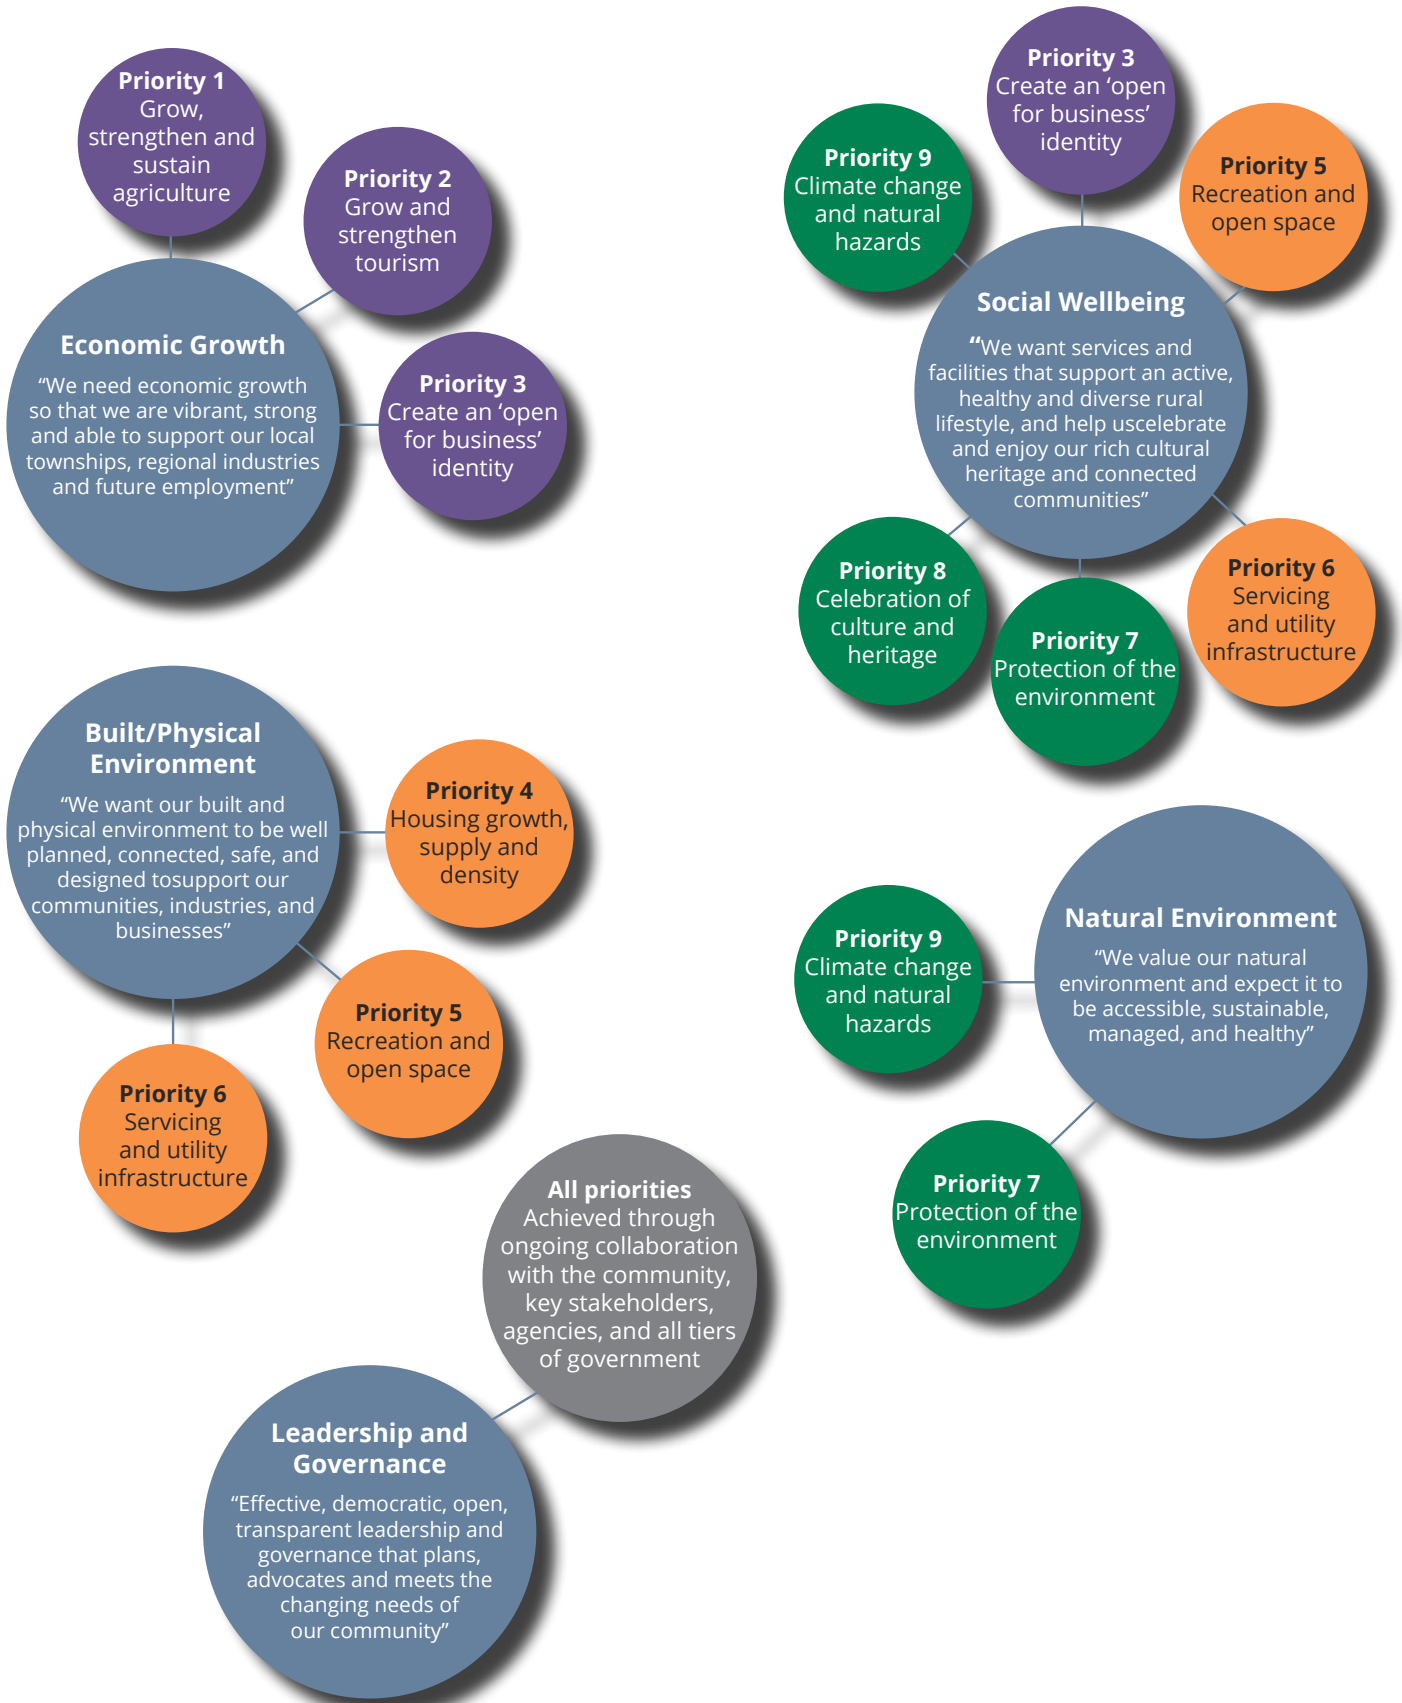 Priority 1
Grow,
strengthen and
sustain
agriculture
Priority 2
Grow and
strengthen
tourism
Economic Growth
“We need economic growth
so that we are vibrant, strong
and able to support our local
townships, regional industries
and future employment”
Priority 3
Create an ‘open
for business’
identity
Priority 3
Create an ‘open
for business’
identity
Priority 9
Climate change
and natural
hazards
Priority 5
Recreation and
open space
Social Wellbeing
“We want services and
facilities that support an active,
healthy and diverse rural
lifestyle, and help uscelebrate
and enjoy our rich cultural
heritage and connected
communities”
Priority 8
Celebration of
culture and
heritage
Priority 7
Protection of the
environment
Priority 6
Servicing
and utility
infrastructure
Built/Physical
Environment
“We want our built and
physical environment to be well
planned, connected, safe, and
designed tosupport our
communities, industries, and
businesses”
Priority 4
Housing growth,
supply and
density
Priority 5
Recreation and
open space
Priority 6
Servicing
and utility
infrastructure
Natural Environment
“We value our natural
environment and expect it to
be accessible, sustainable,
managed, and healthy”
Priority 9
Climate change
and natural
hazards
Priority 7
Protection of the
environment
All priorities
Achieved through
ongoing collaboration
with the community,
key stakeholders,
agencies, and all tiers
of government
Leadership and
Governance
“Effective, democratic, open,
transparent leadership and
governance that plans,
advocates and meets the
changing needs of
our community”